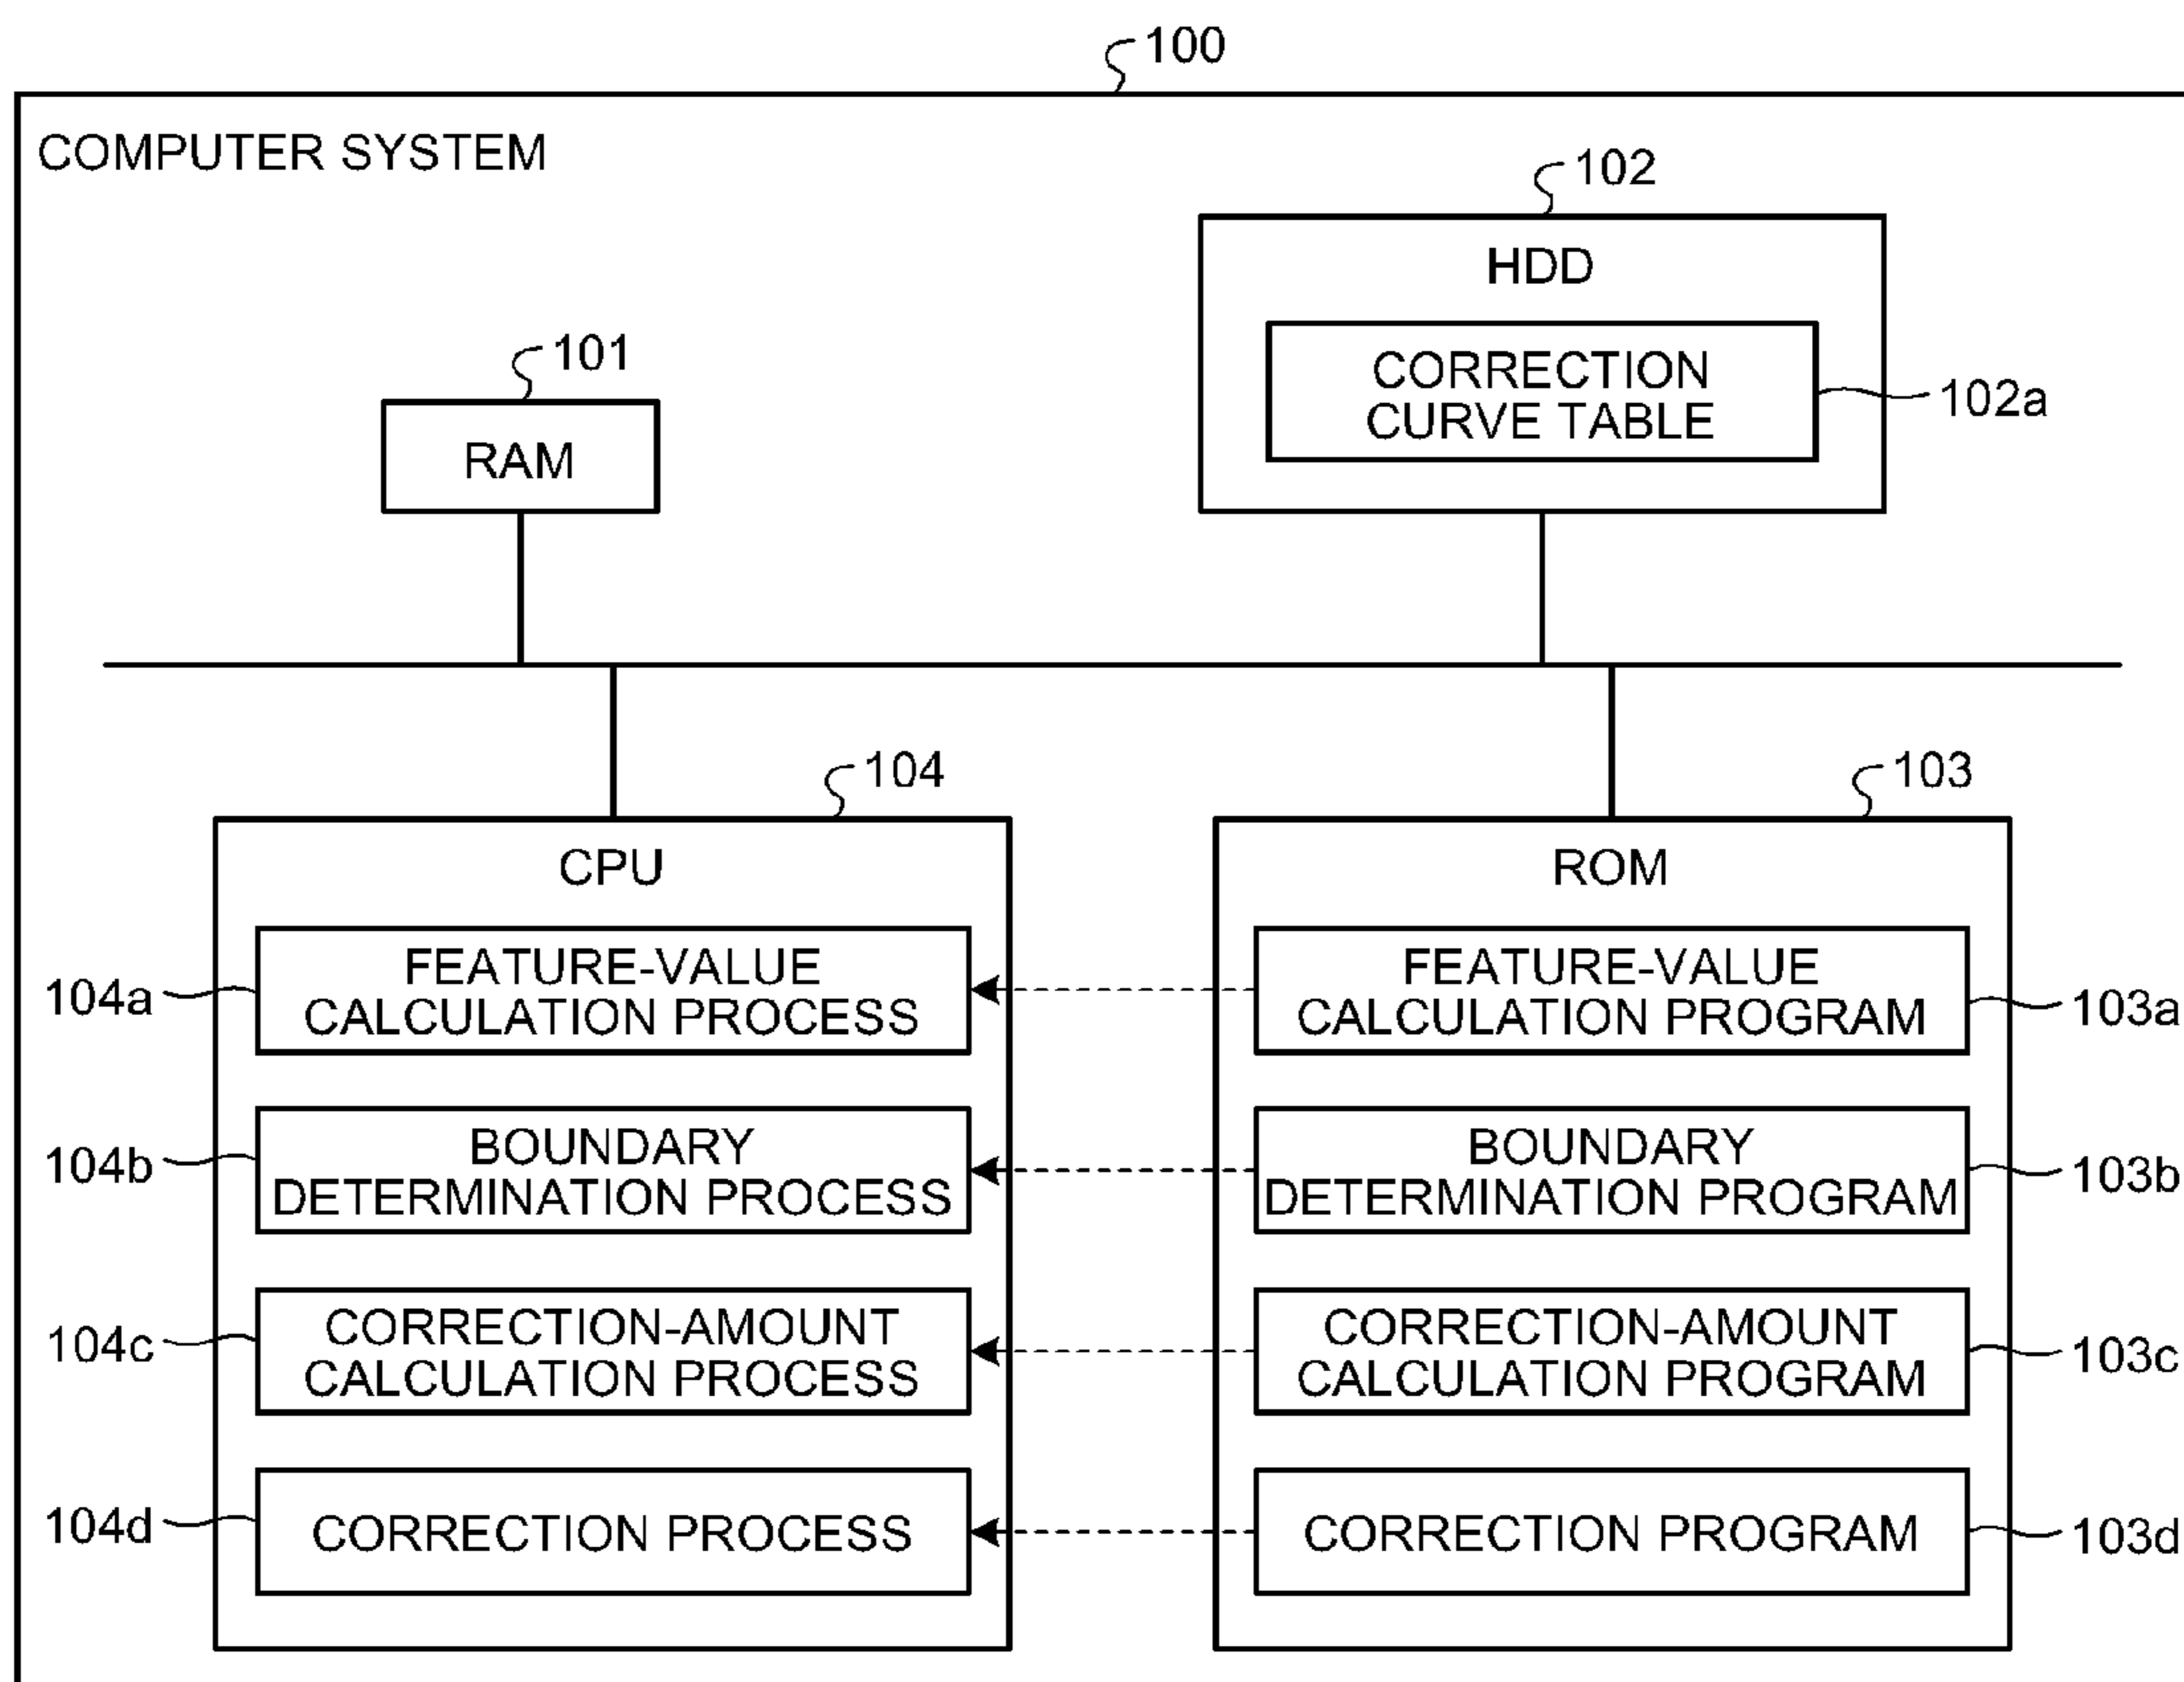 100
COMPUTER SYSTEM
102
HDD
CORRECTION
CURVE TABLE
102a
101
RAM
104
CPU
104a
FEATURE-VALUE
CALCULATION PROCESS
104b
BOUNDARY
DETERMINATION PROCESS
104c
CORRECTION-AMOUNT
CALCULATION PROCESS
104d
CORRECTION PROCESS
103
ROM
FEATURE-VALUE
CALCULATION PROGRAM
103a
BOUNDARY
DETERMINATION PROGRAM
103b
CORRECTION-AMOUNT
CALCULATION PROGRAM
103c
CORRECTION PROGRAM
103d